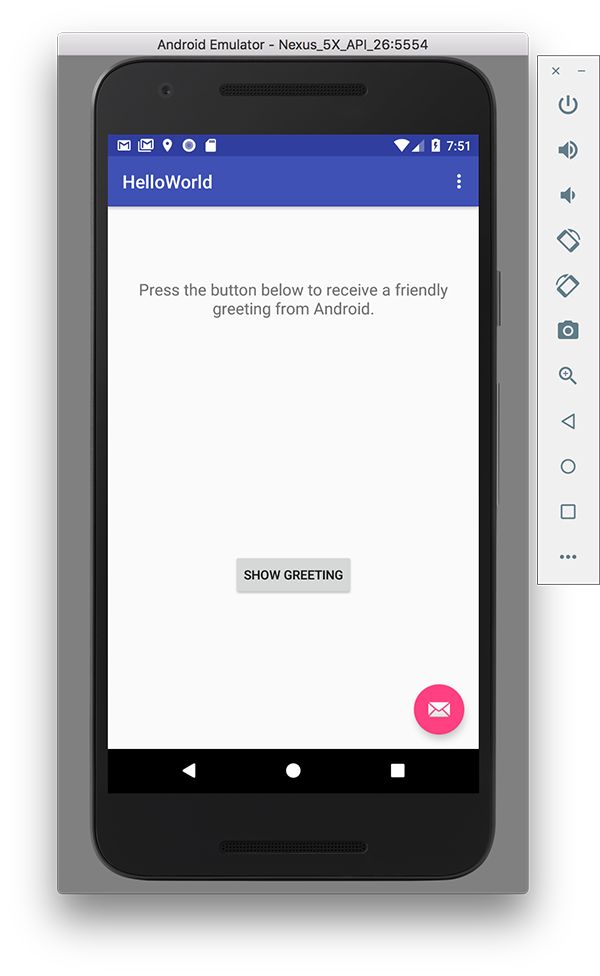 Android Emulator - Nexus_5X_API_26:5554
7:51
HelloWorld
Press the button below to receive a friendly
greeting from Android.
SHOW GREETING